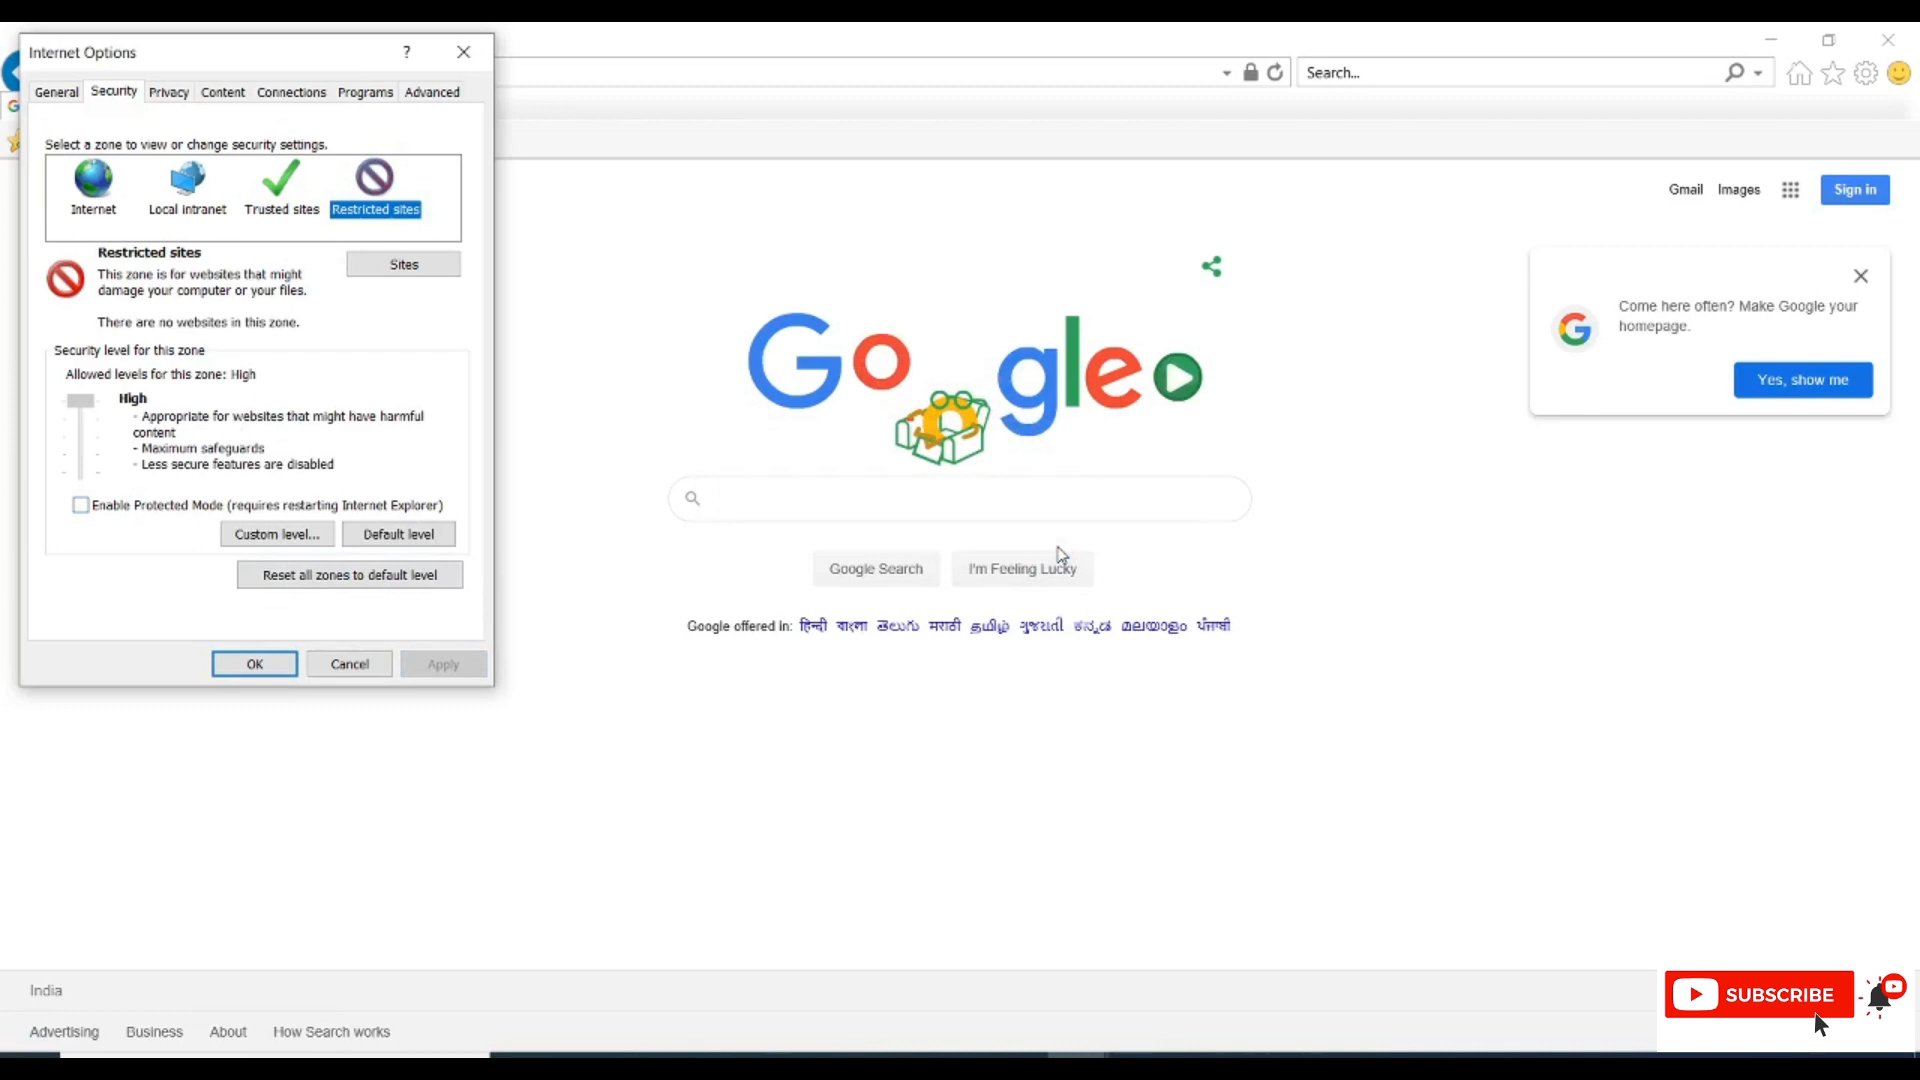 Internet Options
?
Search...
General Security Privacy Content Connections Programs Advanced
Select a zone to view or change security settings.
Internet Local intranet Trusted sites Restricted sites
Restricted sites
Sites
This zone is for websites that might
damage your computer or your files.
There are no websites in this zone.
Security level for this zone
Allowed levels for this zone: High
High
- Appropriate for websites that might have harmful
content
- Maximum safeguards
- Less secure features are disabled
Enable Protected Mode (requires restarting Internet Explorer)
Custom level... Default level
Reset all zones to default level
OK Cancel Apply
Gmail Images Sign in
Come here often? Make Google your
homepage.
Yes, show me
Google
Google Search I'm Feeling Lucky
Google offered in: हिन्दी বাংলা తెలుగు मराठी தமிழ் ગુજરાતી ಕನ್ನಡ മലയാളം ਪੰਜਾਬੀ
India
Advertising Business About How Search works
SUBSCRIBE